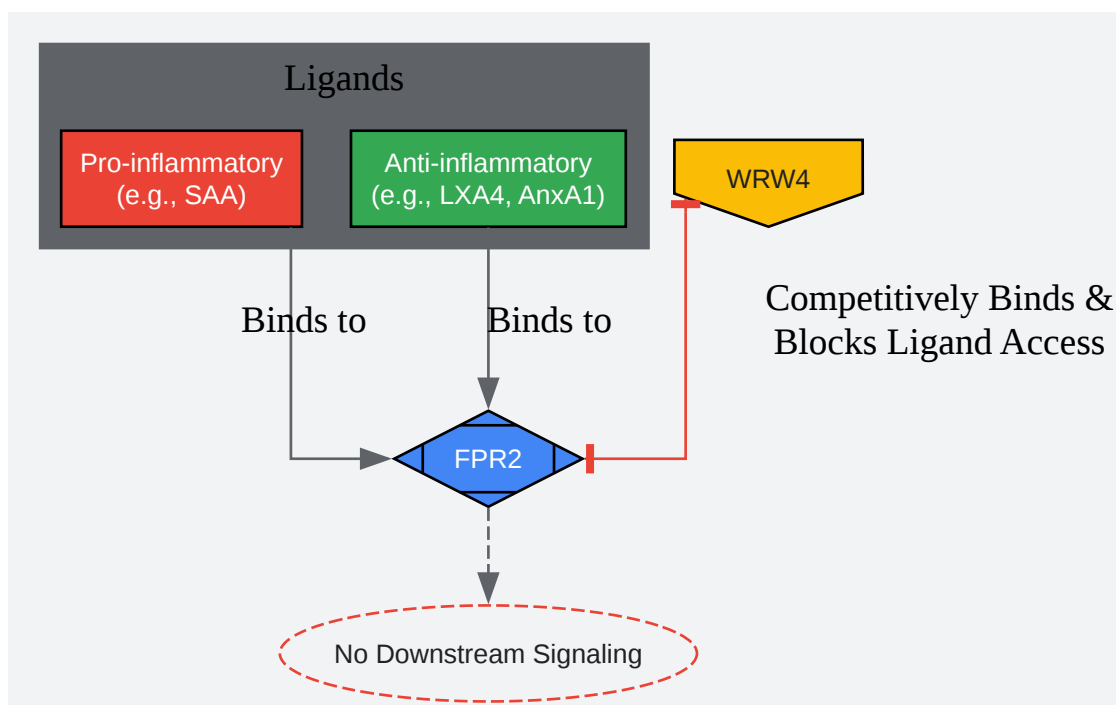 Ligands
Pro-inflammatory
(e.g., SAA)
Anti-inflammatory
(e.g., LXA4, AnxA1)
WRW4
Binds to
Binds to
Competitively Binds &
Blocks Ligand Access
FPR2
No Downstream Signaling